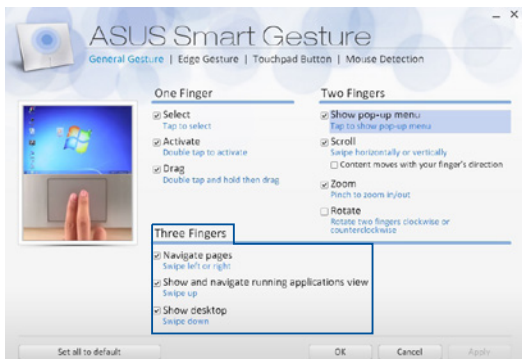 ASUS Smart Gesture
General Gesture | Edge Gesture | Touchpad Button | Mouse Detection
One Finger
Select
Tap to select
Activate
Double tap to activate
Drag
Double tap and hold then drag
Two Fingers
Show pop-up menu
Tap to show pop-up menu
Scroll
Swipe horizontally or vertically
Content moves with your finger's direction
Zoom
Pinch to zoom in/out
Rotate
Rotate two fingers clockwise or
counterclockwise
Three Fingers
Navigate pages
Swipe left or right
Show and navigate running applications view
Swipe up
Show desktop
Swipe down
Set all to default
OK
Cancel
Apply